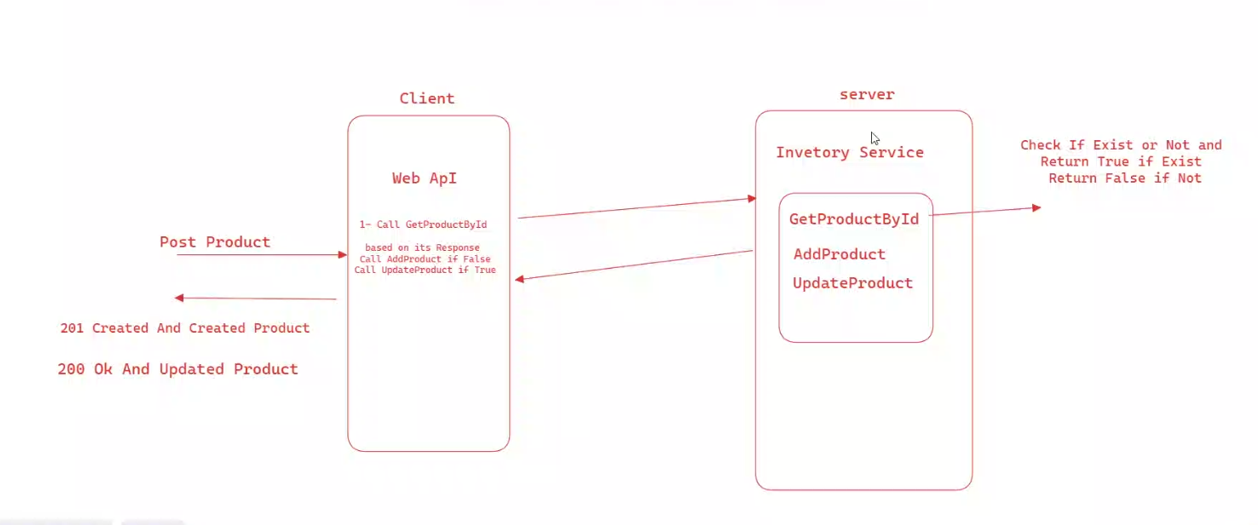 Client
server
Invetory Service
Check If Exist or Not and
Return True if Exist
Return False if Not
Web ApI
GetProductById
1- Call GetProductById
Post Product
based on its Response
Call AddProduct if False
Call UpdateProduct if True
AddProduct
UpdateProduct
201 Created And Created Product
200 Ok And Updated Product